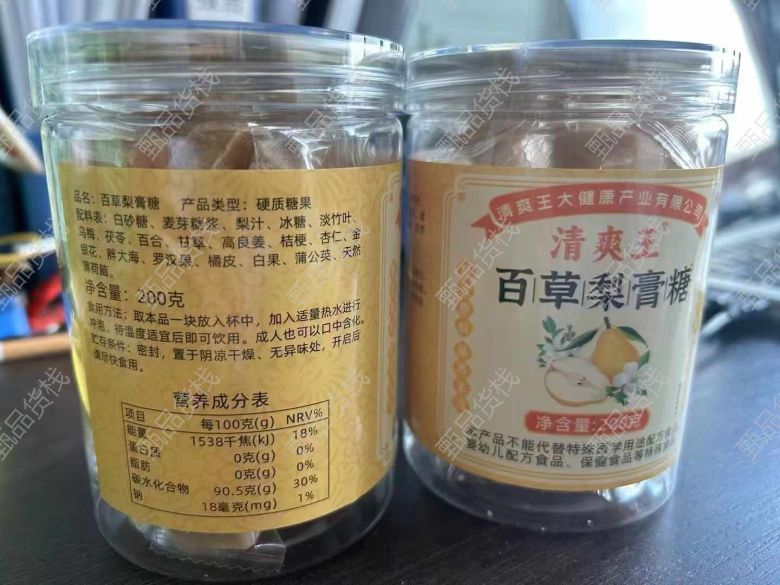 品名：百草梨膏糖 产品类型：硬质糖果
配料表：白砂糖、麦芽糖浆、梨汁、冰糖、淡竹叶、
乌梅、茯苓、百合、甘草、高良姜、桔梗、杏仁、金
银花、胖大海、罗汉果、橘皮、白果、蒲公英、天然
薄荷脑。
净含量：200克
食用方法：取本品一块放入杯中，加入适量热水进行
冲泡，待温度适宜后即可饮用。成人也可以口中含化。
贮存条件：密封，置于阴凉干燥、无异味处，开启后
请尽快食用。
营养成分表
项目 每100克(g) NRV%
能量 1538千焦(kJ) 18%
蛋白质 0克(g) 0%
脂肪 0克(g) 0%
碳水化合物 90.5克(g) 30%
钠 18毫克(mg) 1%
清爽王大健康产业有限公司
清爽王
百草梨膏糖
净含量:200克
本产品不能代替特殊医学用途配方食
婴幼儿配方食品、保健食品等特殊
甄品货栈